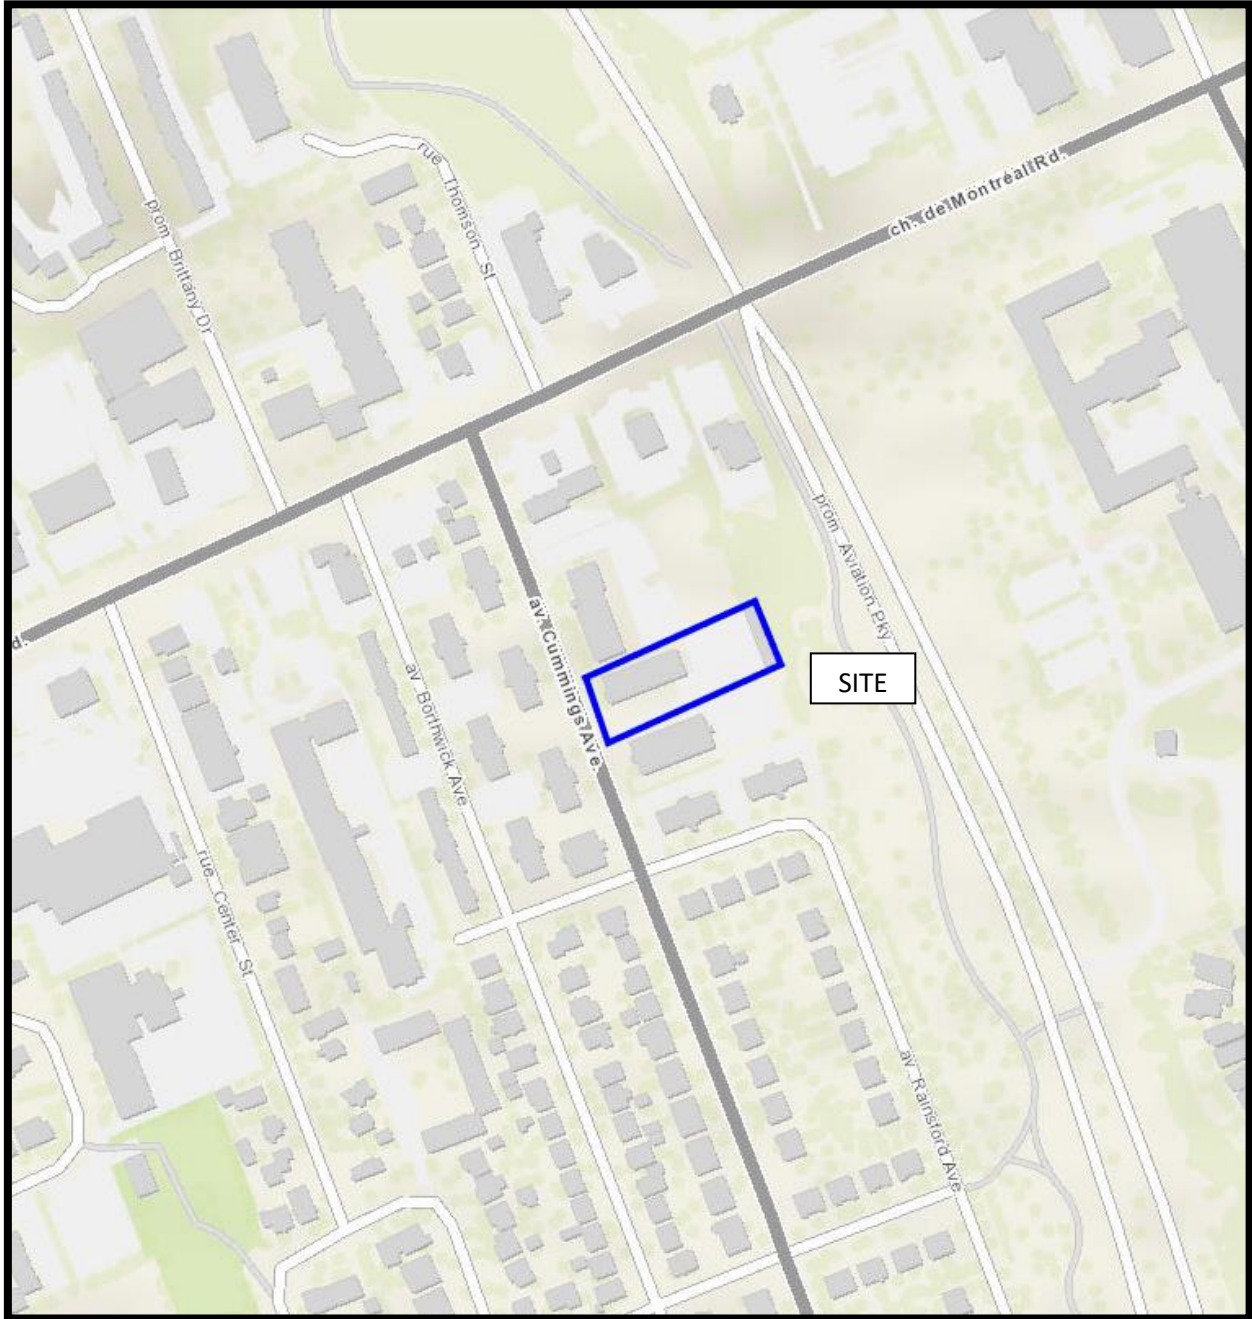 rue Thomson St
ch. de Montréal Rd.
prom Brittany Dr
prom Aviation Pky
av. Cummings Ave.
d.
SITE
av Borthwick Ave
rue Center St
av Rainsford Ave